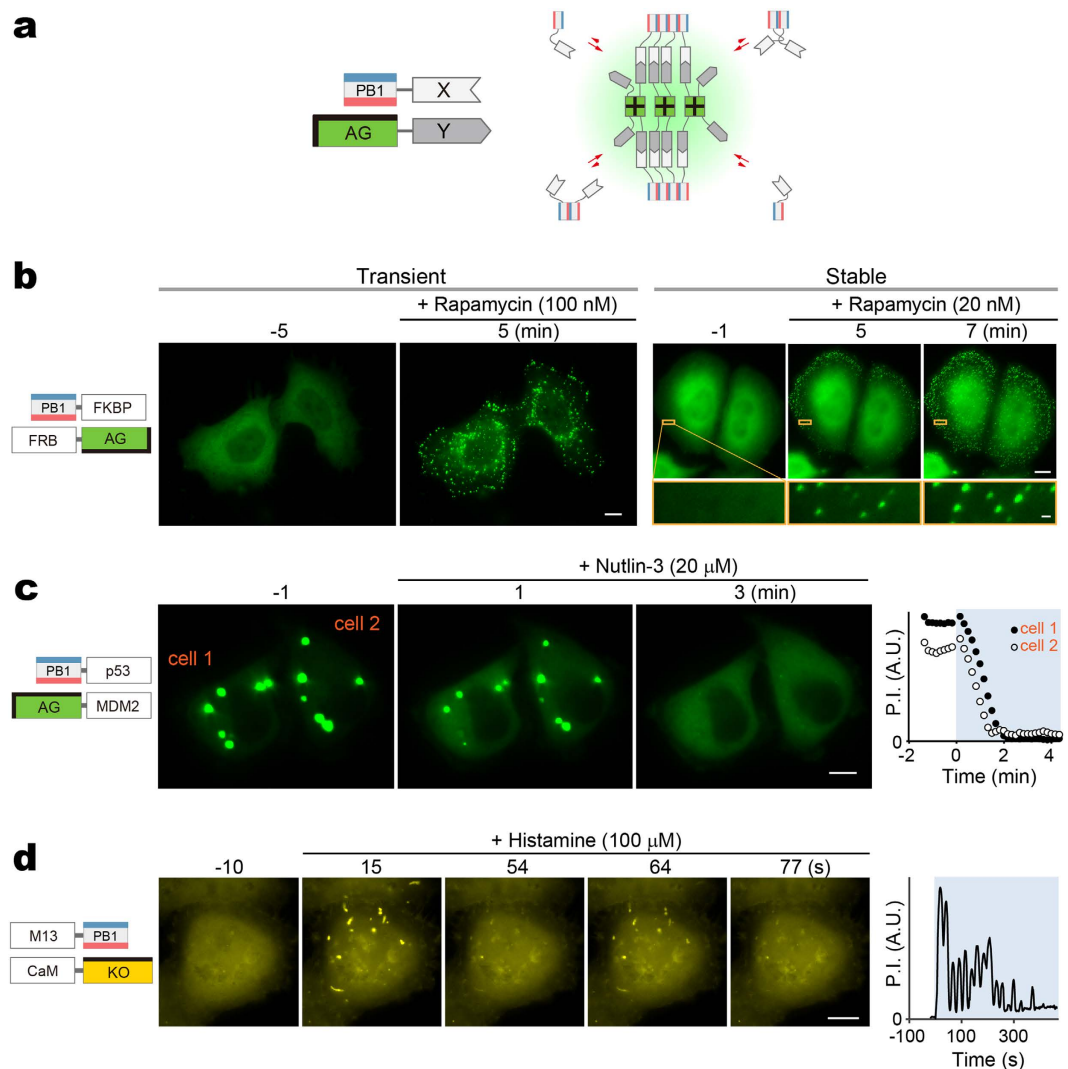 a
PB1 X
AG Y
b
Transient Stable
+ Rapamycin (100 nM) + Rapamycin (20 nM)
-5 5 (min) -1 5 7 (min)
PB1 FKBP
FRB AG
c
+ Nutlin-3 (20 μM)
-1 1 3 (min)
cell 1 cell 2
PB1 p53
AG MDM2
P.I. (A.U.)
cell 1
cell 2
0
-2 0 2 4
Time (min)
d
+ Histamine (100 μM)
-10 15 54 64 77 (s)
M13 PB1
CaM KO
P.I. (A.U.)
0
-100 100 300
Time (s)